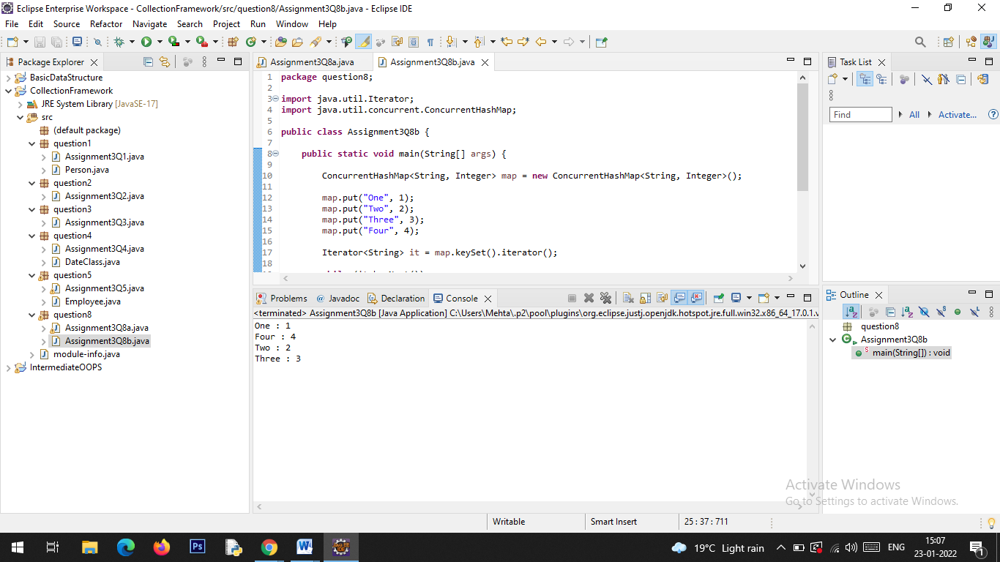 Eclipse Enterprise Workspace - CollectionFramework/src/question8/Assignment3Q8b.java - Eclipse IDE
File Edit Source Refactor Navigate Search Project Run Window Help
Package Explorer
BasicDataStructure
CollectionFramework
JRE System Library [JavaSE-17]
src
(default package)
question1
Assignment3Q1.java
Person.java
question2
Assignment3Q2.java
question3
Assignment3Q3.java
question4
Assignment3Q4.java
DateClass.java
question5
Assignment3Q5.java
Employee.java
question8
Assignment3Q8a.java
Assignment3Q8b.java
module-info.java
IntermediateOOPS
Assignment3Q8a.java Assignment3Q8b.java
1 package question8;
2
3 import java.util.Iterator;
4 import java.util.concurrent.ConcurrentHashMap;
5
6 public class Assignment3Q8b {
7
8 public static void main(String[] args) {
9
10 ConcurrentHashMap<String, Integer> map = new ConcurrentHashMap<String, Integer>();
11
12 map.put("One", 1);
13 map.put("Two", 2);
14 map.put("Three", 3);
15 map.put("Four", 4);
16
17 Iterator<String> it = map.keySet().iterator();
18
Problems @ Javadoc Declaration Console
<terminated> Assignment3Q8b [Java Application] C:\Users\Mehta\.p2\pool\plugins\org.eclipse.justj.openjdk.hotspot.jre.full.win32.x86_64_17.0.1.v
One : 1
Four : 4
Two : 2
Three : 3
Task List
Find All Activate...
Outline
question8
Assignment3Q8b
main(String[]) : void
Activate Windows
Go to Settings to activate Windows.
Writable Smart Insert 25 : 37 : 711
19°C Light rain ENG 15:07
23-01-2022